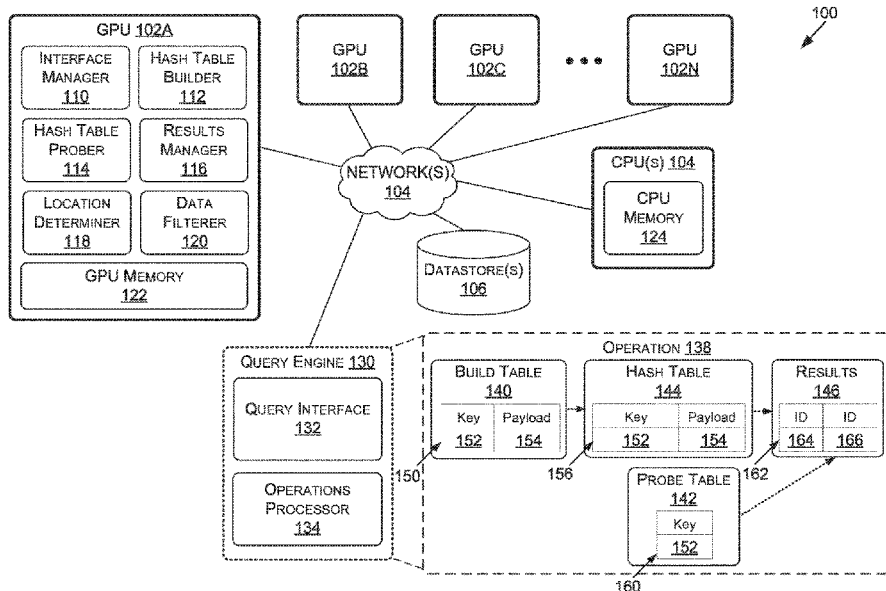 100
GPU 102A
INTERFACE MANAGER 110
HASH TABLE BUILDER 112
HASH TABLE PROBER 114
RESULTS MANAGER 116
LOCATION DETERMINER 118
DATA FILTERER 120
GPU MEMORY 122
GPU 102B
GPU 102C
GPU 102N
NETWORK(S) 104
CPU(S) 104
CPU MEMORY 124
DATASTORE(S) 106
QUERY ENGINE 130
QUERY INTERFACE 132
OPERATIONS PROCESSOR 134
OPERATION 138
BUILD TABLE 140
Key Payload
152 154
150
HASH TABLE 144
Key Payload
152 154
156
RESULTS 146
ID ID
164 166
162
PROBE TABLE 142
Key
152
160